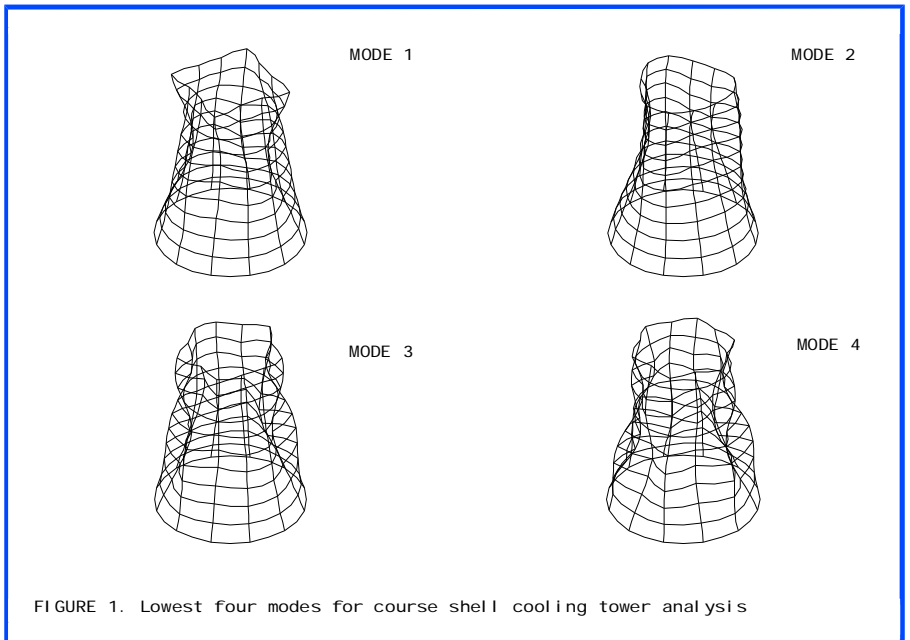 MODE 1
MODE 2
MODE 3
MODE 4
FIGURE 1. Lowest four modes for course shell cooling tower analysis